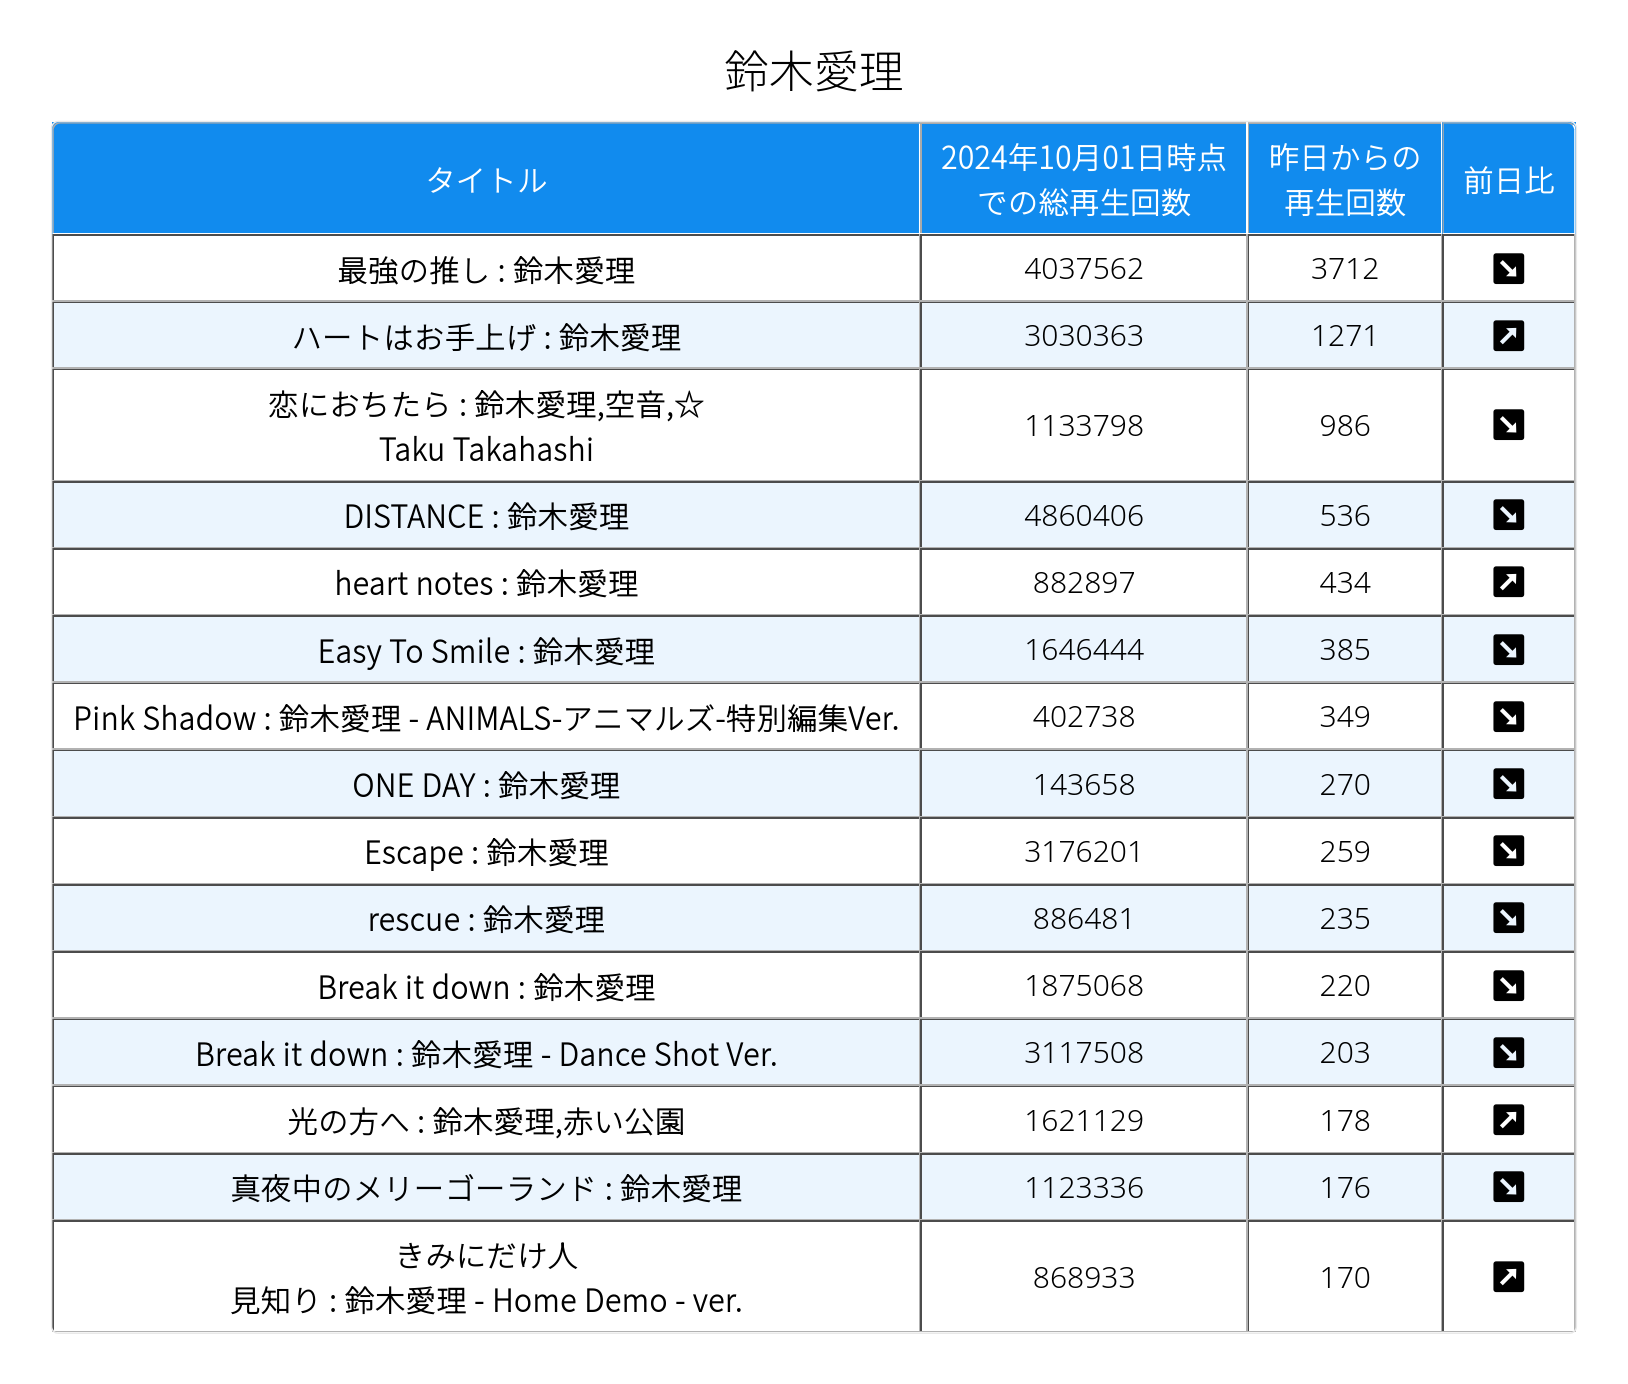 鈴木愛理
タイトル
2024年10月01日時点
での総再生回数
昨日からの
再生回数
前日比
最強の推し : 鈴木愛理 4037562 3712
ハートはお手上げ : 鈴木愛理 3030363 1271
恋におちたら : 鈴木愛理,空音,☆
Taku Takahashi
1133798 986
DISTANCE : 鈴木愛理 4860406 536
heart notes : 鈴木愛理 882897 434
Easy To Smile : 鈴木愛理 1646444 385
Pink Shadow : 鈴木愛理 - ANIMALS-アニマルズ-特別編集Ver. 402738 349
ONE DAY : 鈴木愛理 143658 270
Escape : 鈴木愛理 3176201 259
rescue : 鈴木愛理 886481 235
Break it down : 鈴木愛理 1875068 220
Break it down : 鈴木愛理 - Dance Shot Ver. 3117508 203
光の方へ : 鈴木愛理,赤い公園 1621129 178
真夜中のメリーゴーランド : 鈴木愛理 1123336 176
きみにだけ人
見知り : 鈴木愛理 - Home Demo - ver.
868933 170